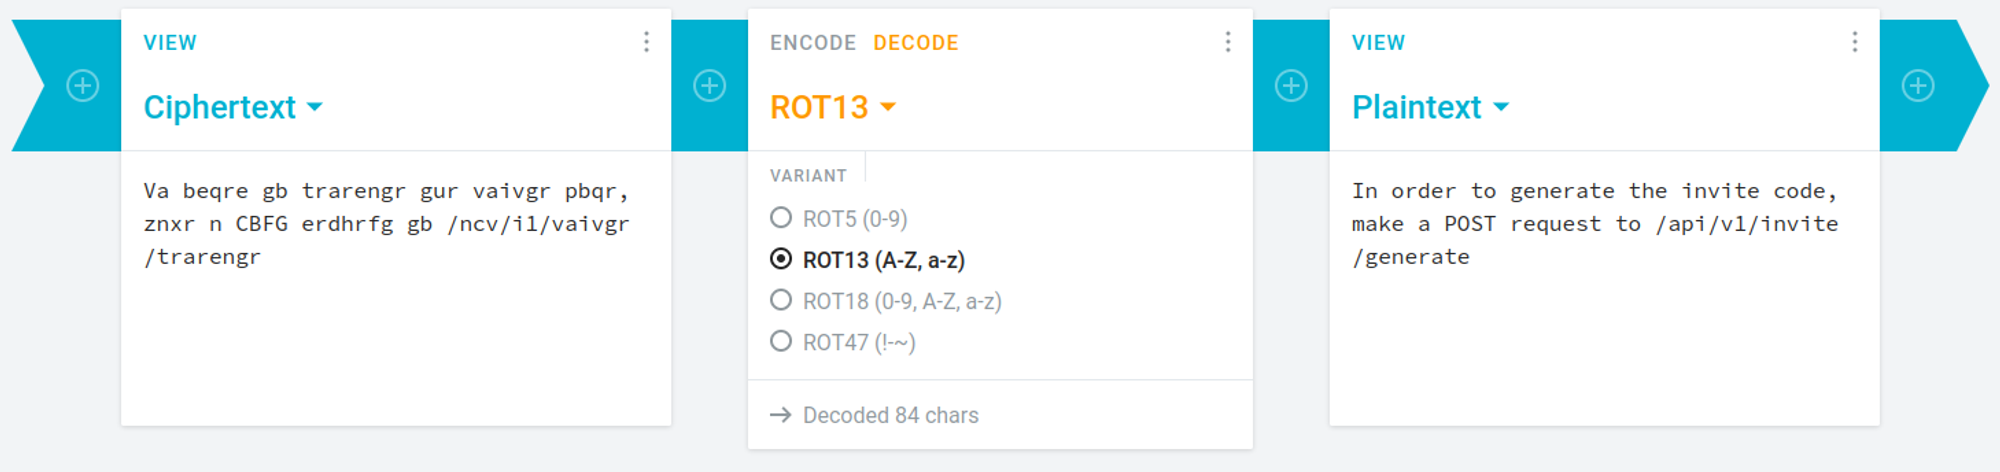 VIEW
Ciphertext
Va beqre gb trarengr gur vaivgr pbqr,
znxr n CBFG erdhrfg gb /ncv/i1/vaivgr
/trarengr
ENCODE DECODE
ROT13
VARIANT
ROT5 (0-9)
ROT13 (A-Z, a-z)
ROT18 (0-9, A-Z, a-z)
ROT47 (!-~)
→ Decoded 84 chars
VIEW
Plaintext
In order to generate the invite code,
make a POST request to /api/v1/invite
/generate